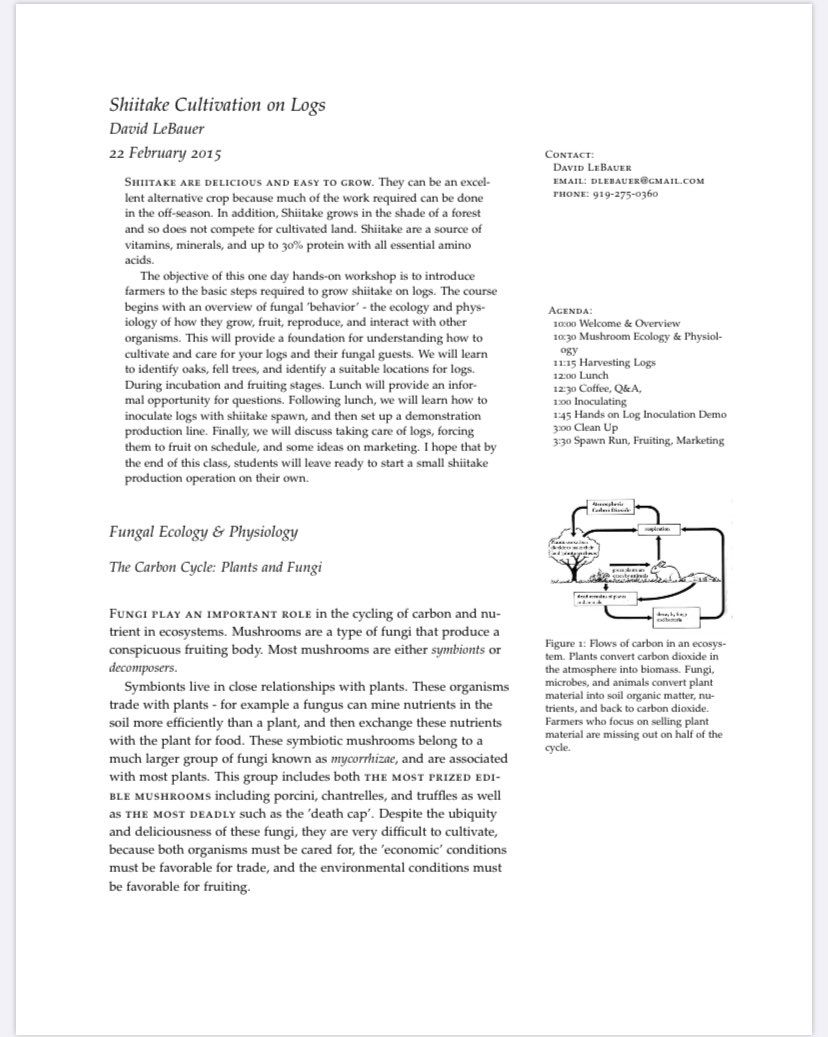 Shiitake Cultivation on Logs
David LeBauer
22 February 2015
Shiitake are delicious and easy to grow. They can be an excel-
lent alternative crop because much of the work required can be done
in the off-season. In addition, Shiitake grows in the shade of a forest
and so does not compete for cultivated land. Shiitake are a source of
vitamins, minerals, and up to 30% protein with all essential amino
acids.
The objective of this one day hands-on workshop is to introduce
farmers to the basic steps required to grow shiitake on logs. The course
begins with an overview of fungal 'behavior' - the ecology and phys-
iology of how they grow, fruit, reproduce, and interact with other
organisms. This will provide a foundation for understanding how to
cultivate and care for your logs and their fungal guests. We will learn
to identify oaks, fell trees, and identify a suitable locations for logs.
During incubation and fruiting stages. Lunch will provide an infor-
mal opportunity for questions. Following lunch, we will learn how to
inoculate logs with shiitake spawn, and then set up a demonstration
production line. Finally, we will discuss taking care of logs, forcing
them to fruit on schedule, and some ideas on marketing. I hope that by
the end of this class, students will leave ready to start a small shiitake
production operation on their own.
Contact:
David LeBauer
email: dlebauer@gmail.com
phone: 919-275-0360
Agenda:
10:00 Welcome & Overview
10:30 Mushroom Ecology & Physiol-
ogy
11:15 Harvesting Logs
12:00 Lunch
12:30 Coffee, Q&A,
1:00 Inoculating
1:45 Hands on Log Inoculation Demo
3:00 Clean Up
3:30 Spawn Run, Fruiting, Marketing
Fungal Ecology & Physiology
The Carbon Cycle: Plants and Fungi
Fungi play an important role in the cycling of carbon and nu-
trient in ecosystems. Mushrooms are a type of fungi that produce a
conspicuous fruiting body. Most mushrooms are either symbionts or
decomposers.
Symbionts live in close relationships with plants. These organisms
trade with plants - for example a fungus can mine nutrients in the
soil more efficiently than a plant, and then exchange these nutrients
with the plant for food. These symbiotic mushrooms belong to a
much larger group of fungi known as mycorrhizae, and are associated
with most plants. This group includes both the most prized edi-
ble mushrooms including porcini, chantrelles, and truffles as well
as the most deadly such as the 'death cap'. Despite the ubiquity
and deliciousness of these fungi, they are very difficult to cultivate,
because both organisms must be cared for, the 'economic' conditions
must be favorable for trade, and the environmental conditions must
be favorable for fruiting.
Atmospheric
Carbon Dioxide
respiration
Figure 1: Flows of carbon in an ecosys-
tem. Plants convert carbon dioxide in
the atmosphere into biomass. Fungi,
microbes, and animals convert plant
material into soil organic matter, nu-
trients, and back to carbon dioxide.
Farmers who focus on selling plant
material are missing out on half of the
cycle.